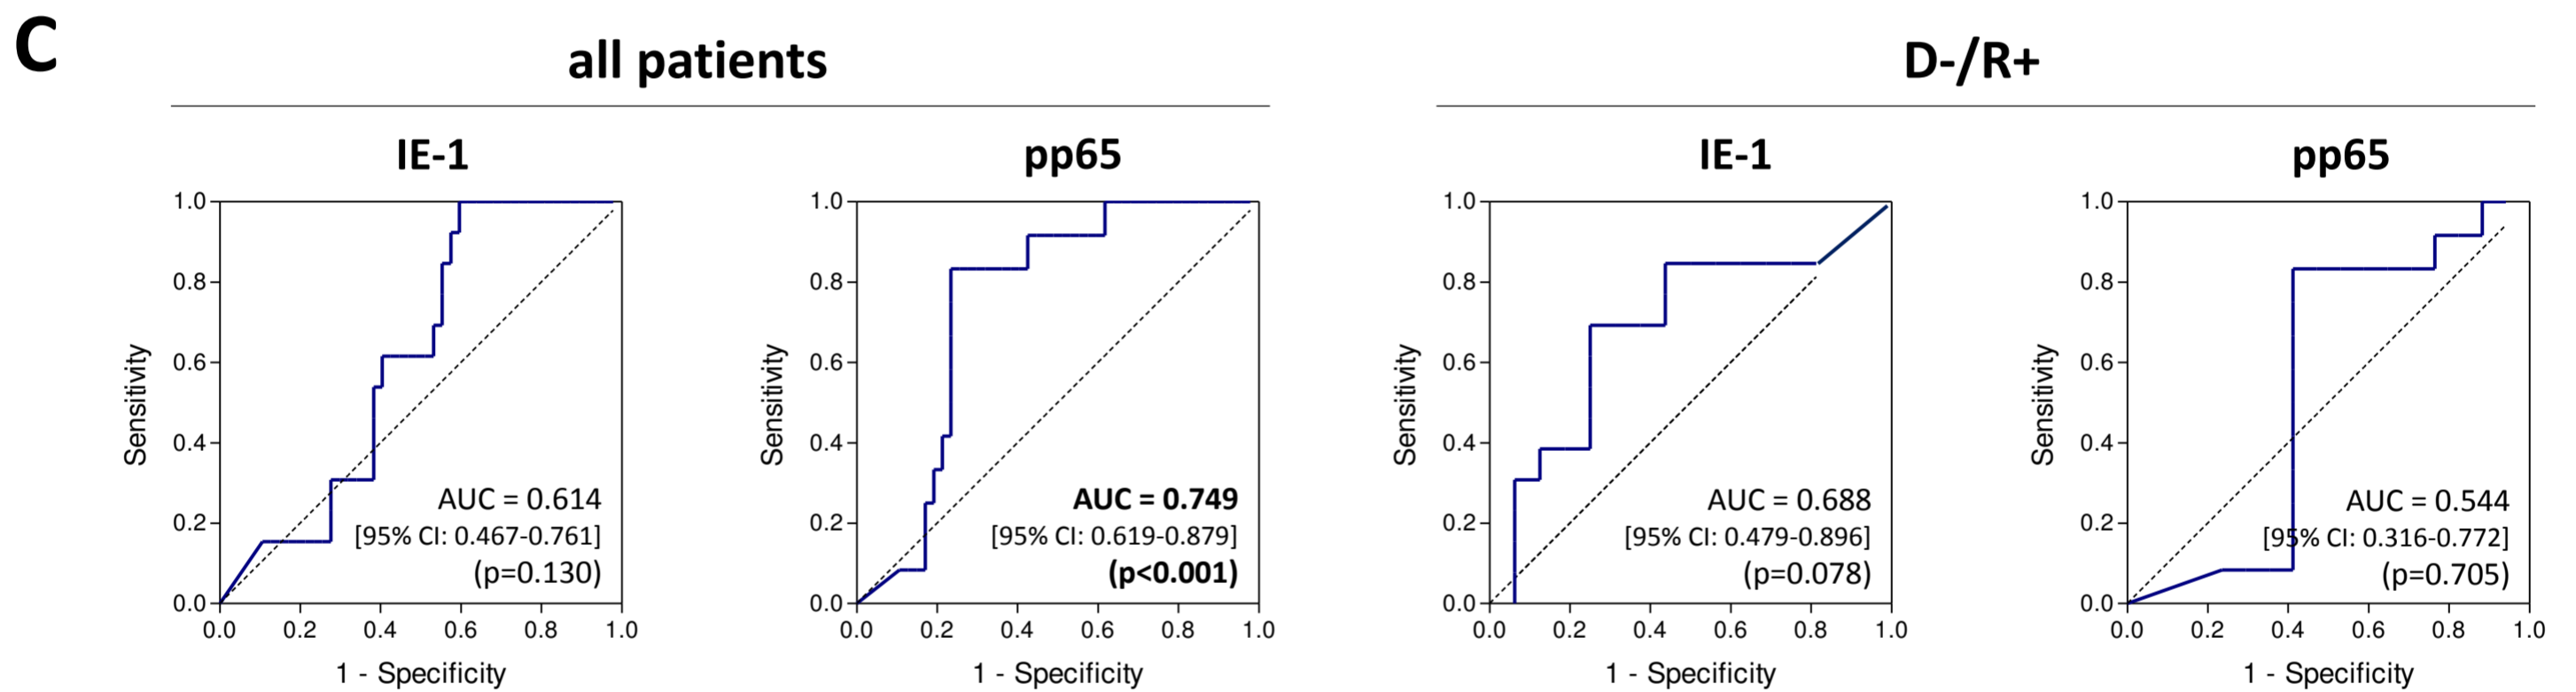 C
all patients
D-/R+
IE-1
pp65
IE-1
pp65
1.0
0.8
0.6
0.4
0.2
0.0
Sensitivity
AUC = 0.614
[95% CI: 0.467-0.761]
(p=0.130)
0.0 0.2 0.4 0.6 0.8 1.0
1 - Specificity
1.0
0.8
0.6
0.4
0.2
0.0
Sensitivity
AUC = 0.749
[95% CI: 0.619-0.879]
(p<0.001)
0.0 0.2 0.4 0.6 0.8 1.0
1 - Specificity
1.0
0.8
0.6
0.4
0.2
0.0
Sensitivity
AUC = 0.688
[95% CI: 0.479-0.896]
(p=0.078)
0.0 0.2 0.4 0.6 0.8 1.0
1 - Specificity
1.0
0.8
0.6
0.4
0.2
0.0
Sensitivity
AUC = 0.544
[95% CI: 0.316-0.772]
(p=0.705)
0.0 0.2 0.4 0.6 0.8 1.0
1 - Specificity